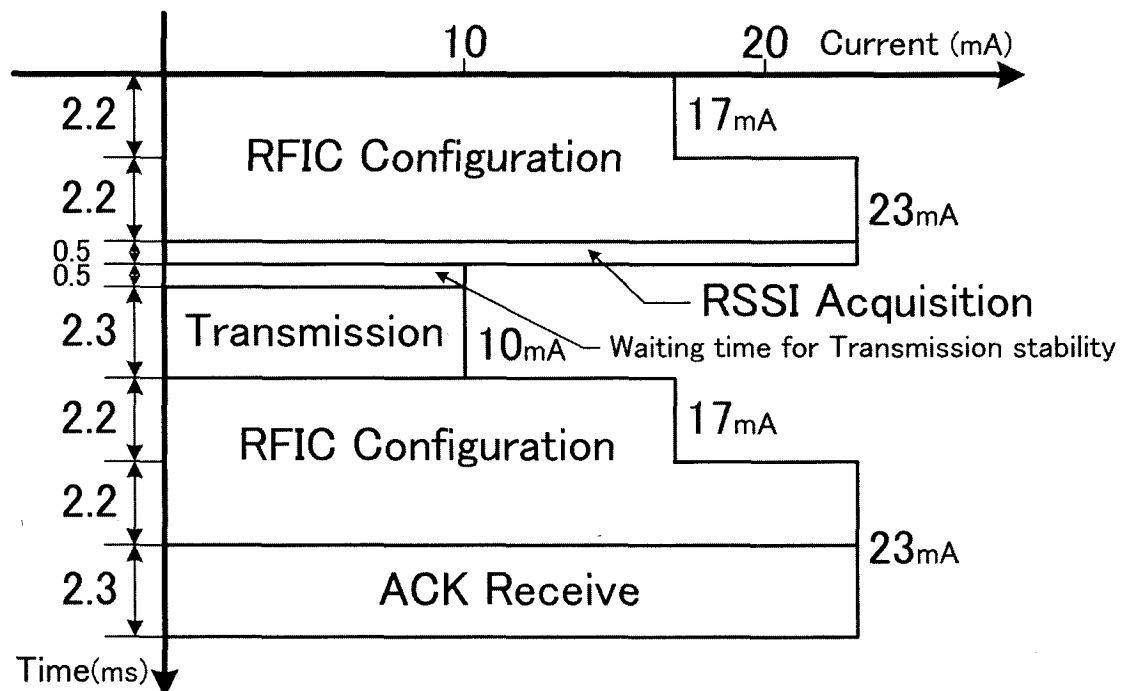 10
20
Current (mA)
2.2
RFIC Configuration
17mA
2.2
23mA
0.5
0.5
RSSI Acquisition
2.3
Transmission
10mA
Waiting time for Transmission stability
2.2
RFIC Configuration
17mA
2.2
23mA
2.3
ACK Receive
Time(ms)